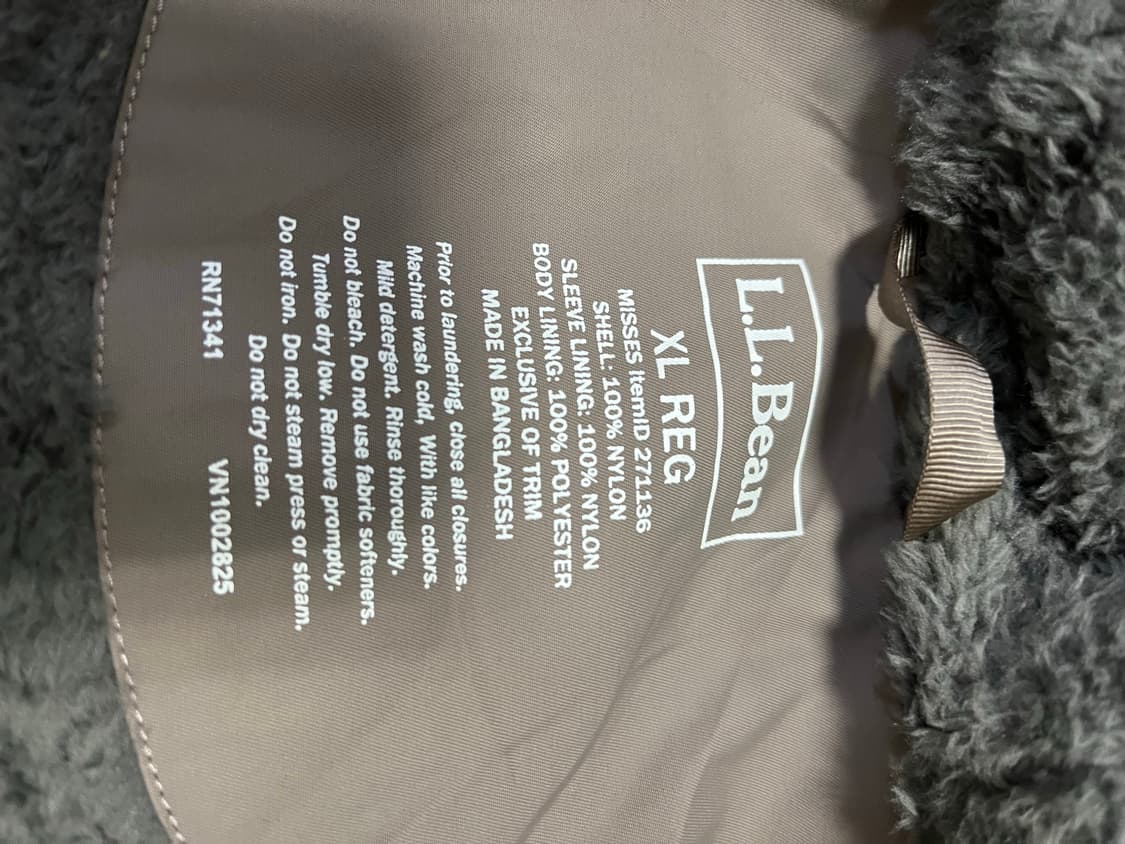 L.L.Bean
XL REG
MISSES ItemID 271136
SHELL: 100% NYLON
SLEEVE LINING: 100% NYLON
BODY LINING: 100% POLYESTER
EXCLUSIVE OF TRIM
MADE IN BANGLADESH
Prior to laundering, close all closures.
Machine wash cold, With like colors.
Mild detergent. Rinse thoroughly.
Do not bleach. Do not use fabric softeners.
Tumble dry low. Remove promptly.
Do not iron. Do not steam press or steam.
Do not dry clean.
RN71341 VN1002825